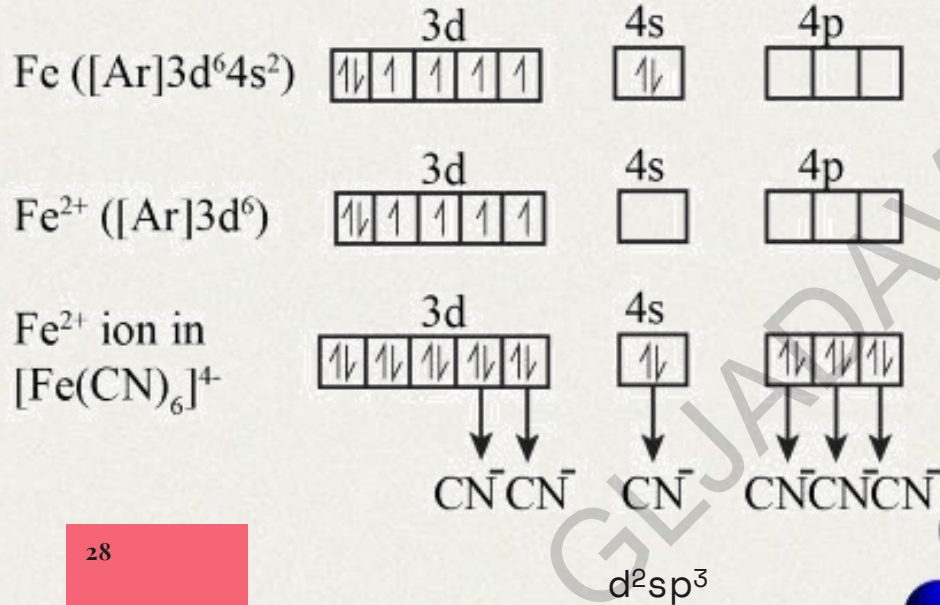 3d 4s 4p
Fe ([Ar]3d⁶4s²) ⥮ ↿ ↿ ↿ ↿ ⥮
3d 4s 4p
Fe²⁺ ([Ar]3d⁶) ⥮ ↿ ↿ ↿ ↿
3d 4s
Fe²⁺ ion in
[Fe(CN)₆]⁴⁻ ⥮ ⥮ ⥮ ⥮ ⥮ ⥮ ⥮ ⥮ ⥮
CN⁻ CN⁻ CN⁻ CN⁻ CN⁻ CN⁻
28
d²sp³